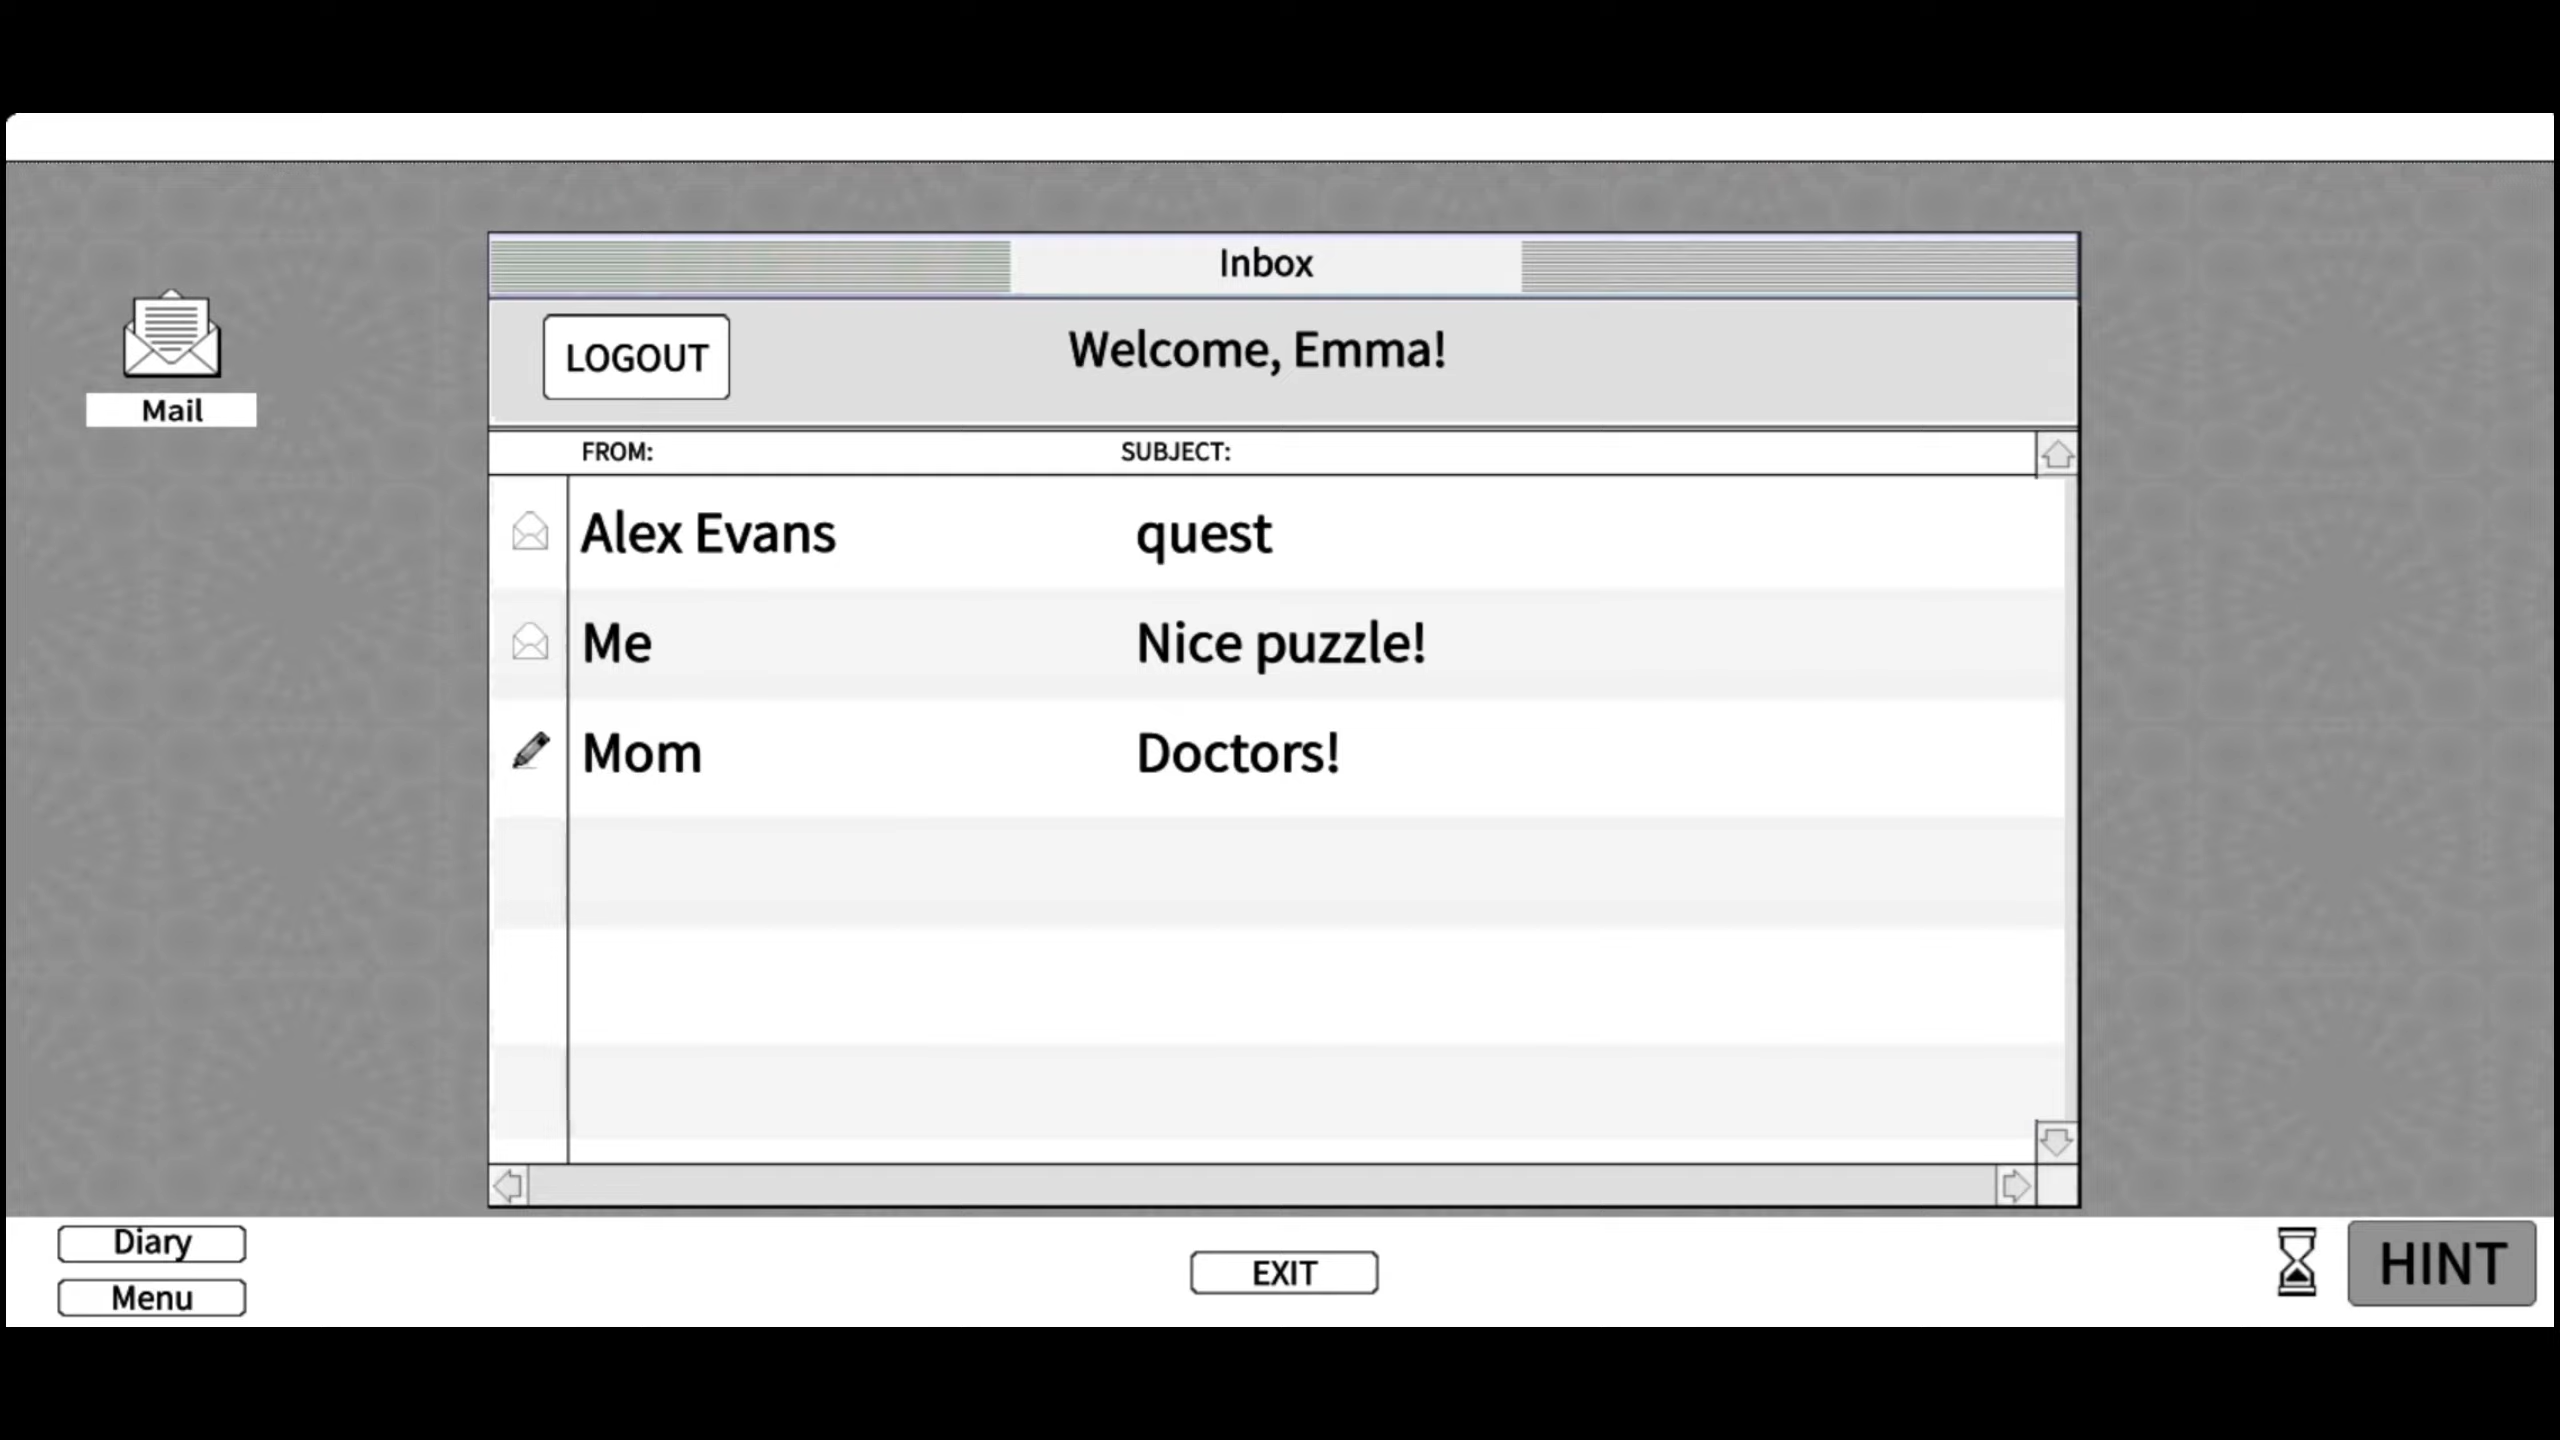 Inbox
LOGOUT
Welcome, Emma!
Mail
FROM: SUBJECT:
Alex Evans quest
Me Nice puzzle!
Mom Doctors!
Diary
Menu
EXIT
HINT